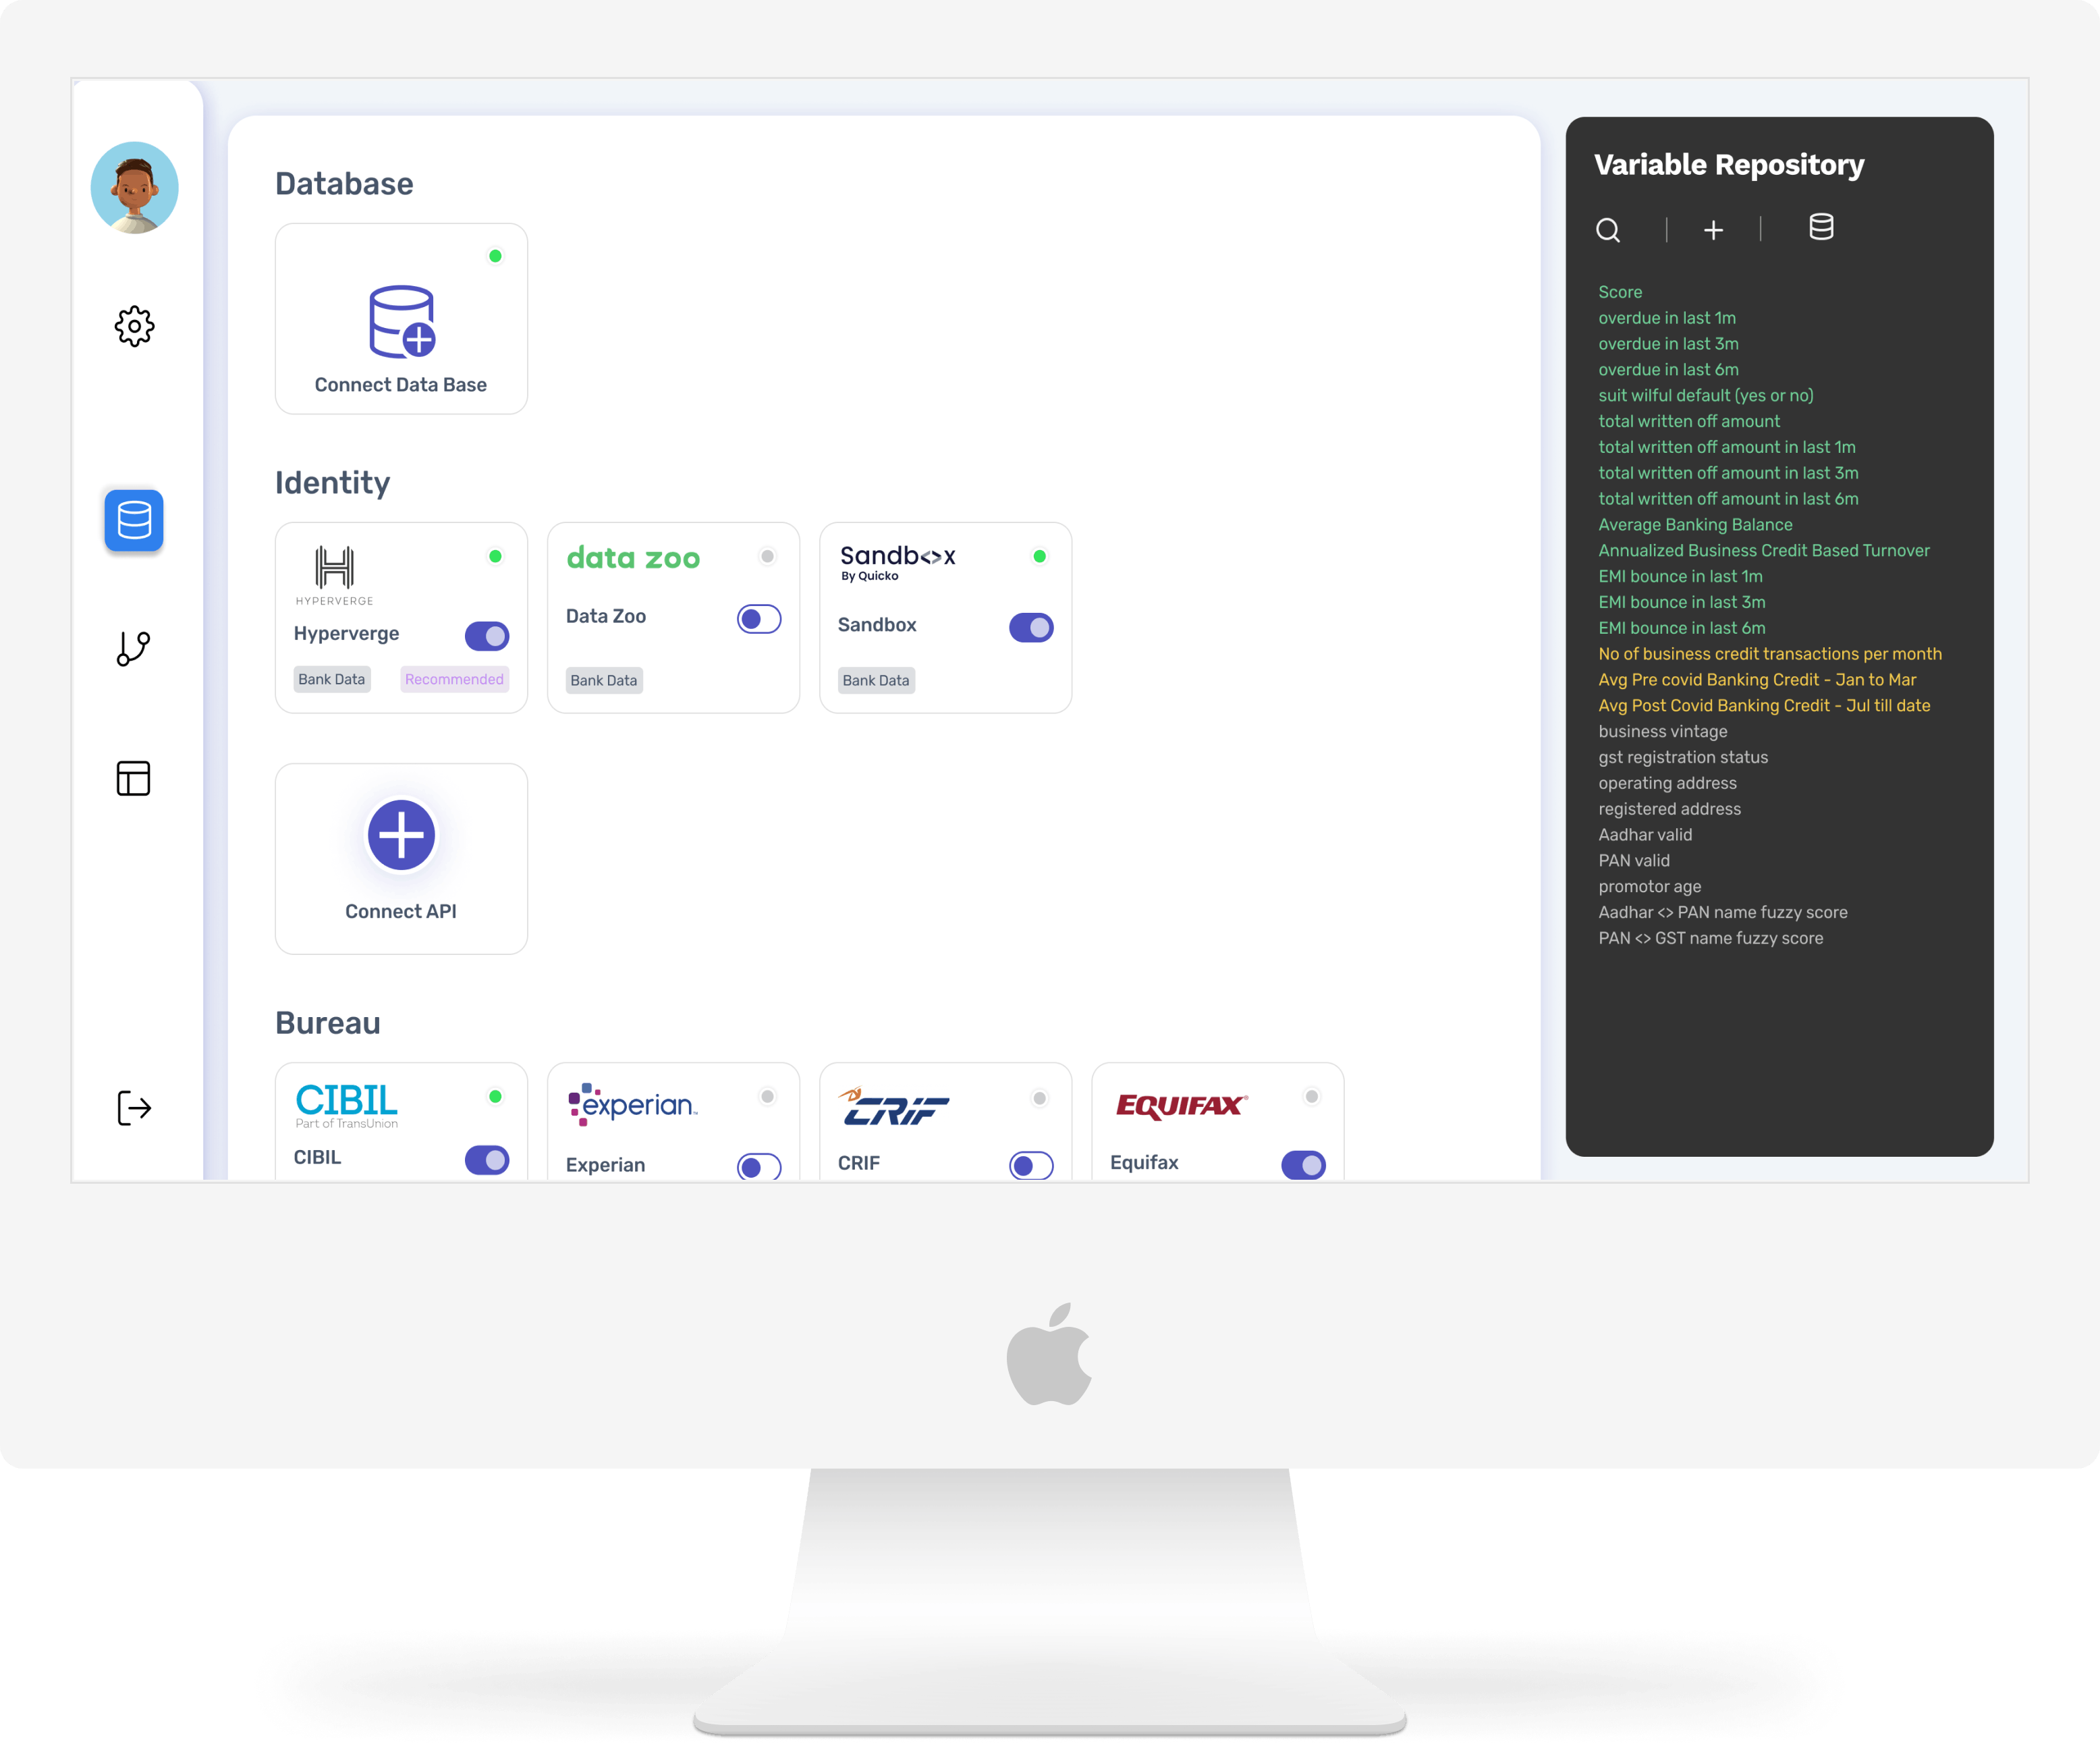 Database
Connect Data Base
Identity
HYPERVERGE
Hyperverge
Bank Data
Recommended
data zoo
Data Zoo
Bank Data
Sandb<>x
By Quicko
Sandbox
Bank Data
Connect API
Bureau
CIBIL
Part of TransUnion
CIBIL
experian™
Experian
CRIF
CRIF
EQUIFAX
Equifax
Variable Repository
Score
overdue in last 1m
overdue in last 3m
overdue in last 6m
suit wilful default (yes or no)
total written off amount
total written off amount in last 1m
total written off amount in last 3m
total written off amount in last 6m
Average Banking Balance
Annualized Business Credit Based Turnover
EMI bounce in last 1m
EMI bounce in last 3m
EMI bounce in last 6m
No of business credit transactions per month
Avg Pre covid Banking Credit - Jan to Mar
Avg Post Covid Banking Credit - Jul till date
business vintage
gst registration status
operating address
registered address
Aadhar valid
PAN valid
promotor age
Aadhar <> PAN name fuzzy score
PAN <> GST name fuzzy score